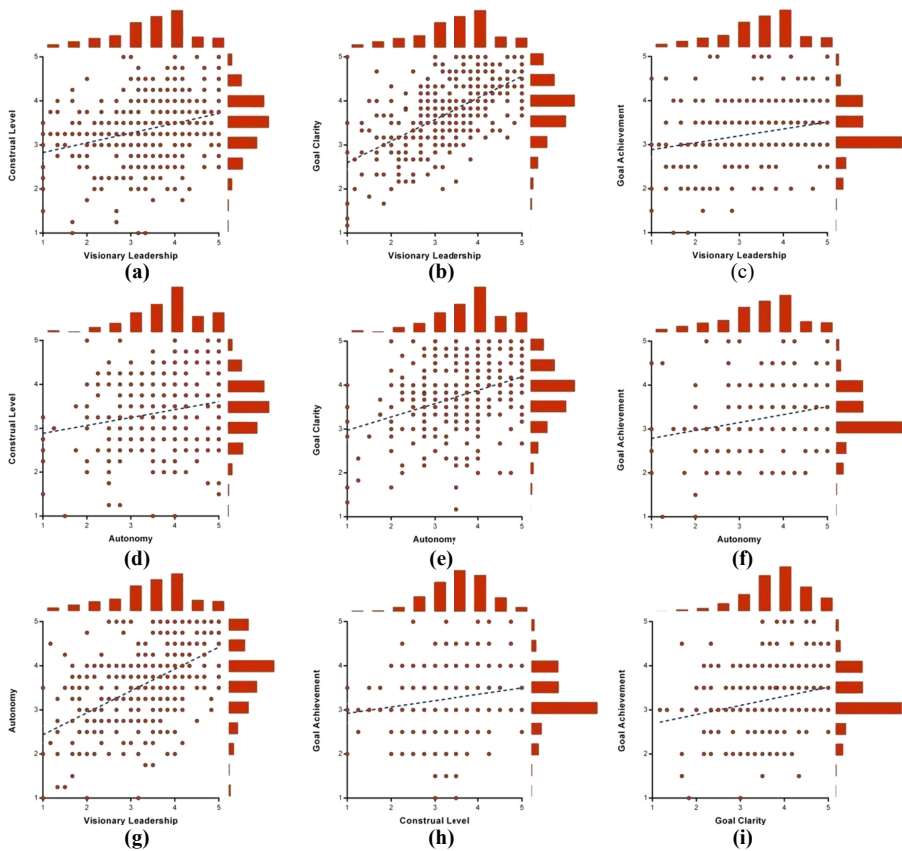 5
4
3
2
1
Construal Level
1 2 3 4 5
Visionary Leadership
(a)
5
4
3
2
1
Goal Clarity
1 2 3 4 5
Visionary Leadership
(b)
5
4
3
2
1
Goal Achievement
1 2 3 4 5
Visionary Leadership
(c)
5
4
3
2
1
Construal Level
1 2 3 4 5
Autonomy
(d)
5
4
3
2
1
Goal Clarity
1 2 3 4 5
Autonomy
(e)
5
4
3
2
1
Goal Achievement
1 2 3 4 5
Autonomy
(f)
5
4
3
2
1
Autonomy
1 2 3 4 5
Visionary Leadership
(g)
5
4
3
2
1
Goal Achievement
1 2 3 4 5
Construal Level
(h)
5
4
3
2
1
Goal Achievement
1 2 3 4 5
Goal Clarity
(i)